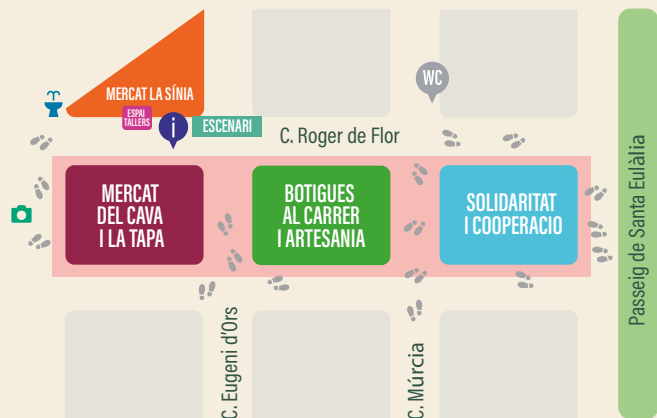 MERCAT LA SÍNIA
ESPAI
TALLERS
i
ESCENARI
WC
C. Roger de Flor
MERCAT
DEL CAVA
I LA TAPA
BOTIGUES
AL CARRER
I ARTESANIA
SOLIDARITAT
I COOPERACIO
Passeig de Santa Eulàlia
C. Eugeni d'Ors
C. Múrcia